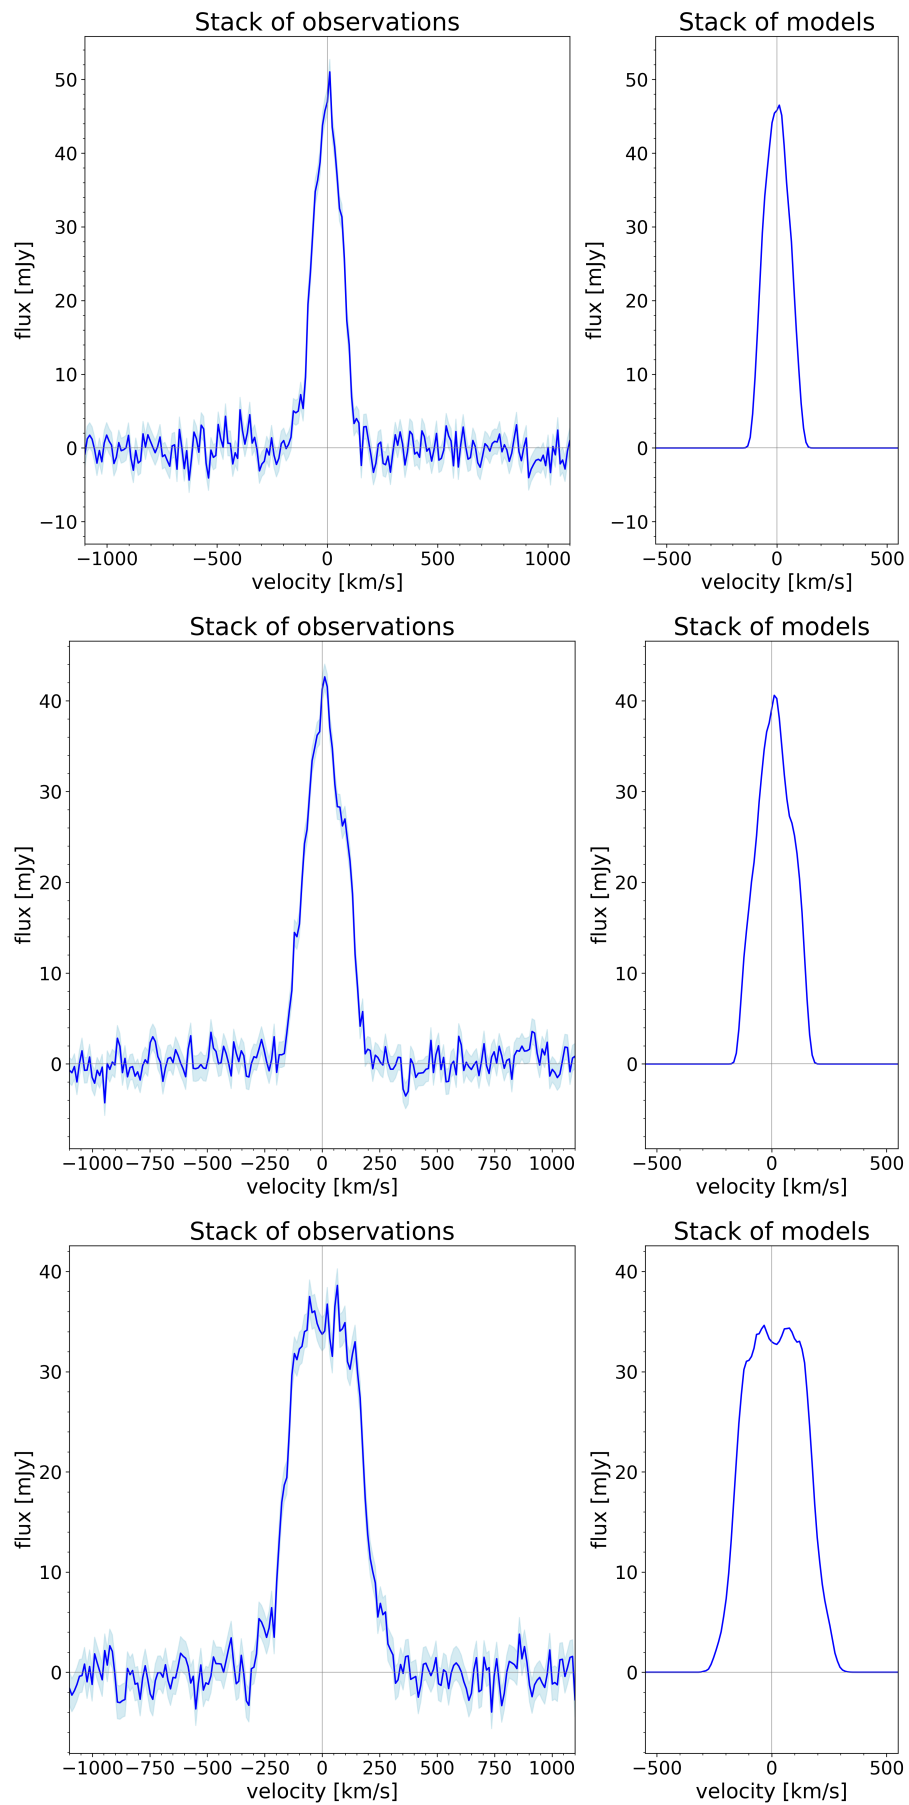 Stack of observations
Stack of models
50
40
30
20
10
0
−10
flux [mJy]
−1000 −500 0 500 1000
velocity [km/s]
50
40
30
20
10
0
−10
flux [mJy]
−500 0 500
velocity [km/s]
Stack of observations
Stack of models
40
30
20
10
0
flux [mJy]
−1000 −750 −500 −250 0 250 500 750 1000
velocity [km/s]
40
30
20
10
0
flux [mJy]
−500 0 500
velocity [km/s]
Stack of observations
Stack of models
40
30
20
10
0
flux [mJy]
−1000 −750 −500 −250 0 250 500 750 1000
velocity [km/s]
40
30
20
10
0
flux [mJy]
−500 0 500
velocity [km/s]